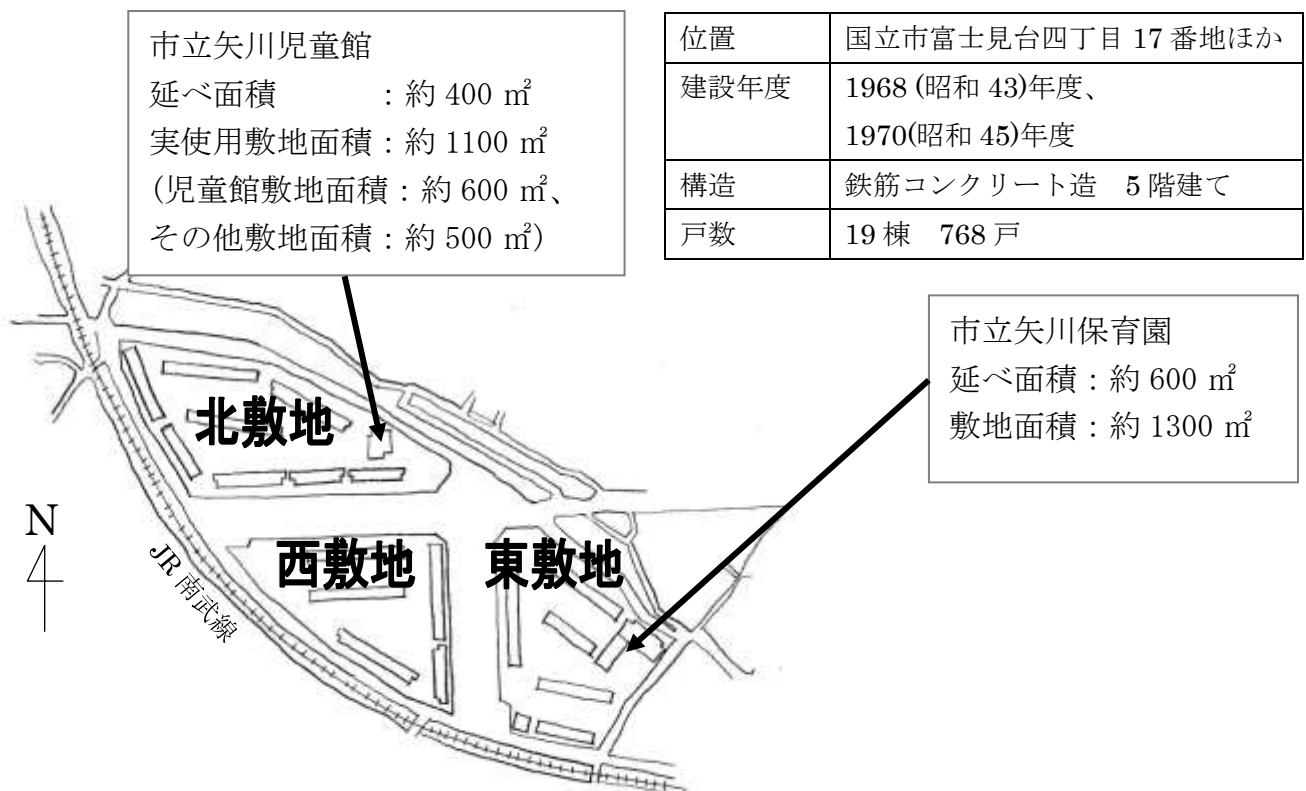 市立矢川児童館
延べ面積　　　：約 400 ㎡
実使用敷地面積：約 1100 ㎡
(児童館敷地面積：約 600 ㎡、
その他敷地面積：約 500 ㎡)
位置　国立市富士見台四丁目 17 番地ほか
建設年度　1968 (昭和 43)年度、
1970(昭和 45)年度
構造　鉄筋コンクリート造　5 階建て
戸数　19 棟　768 戸
市立矢川保育園
延べ面積：約 600 ㎡
敷地面積：約 1300 ㎡
北敷地
西敷地
東敷地
N
JR 南武線